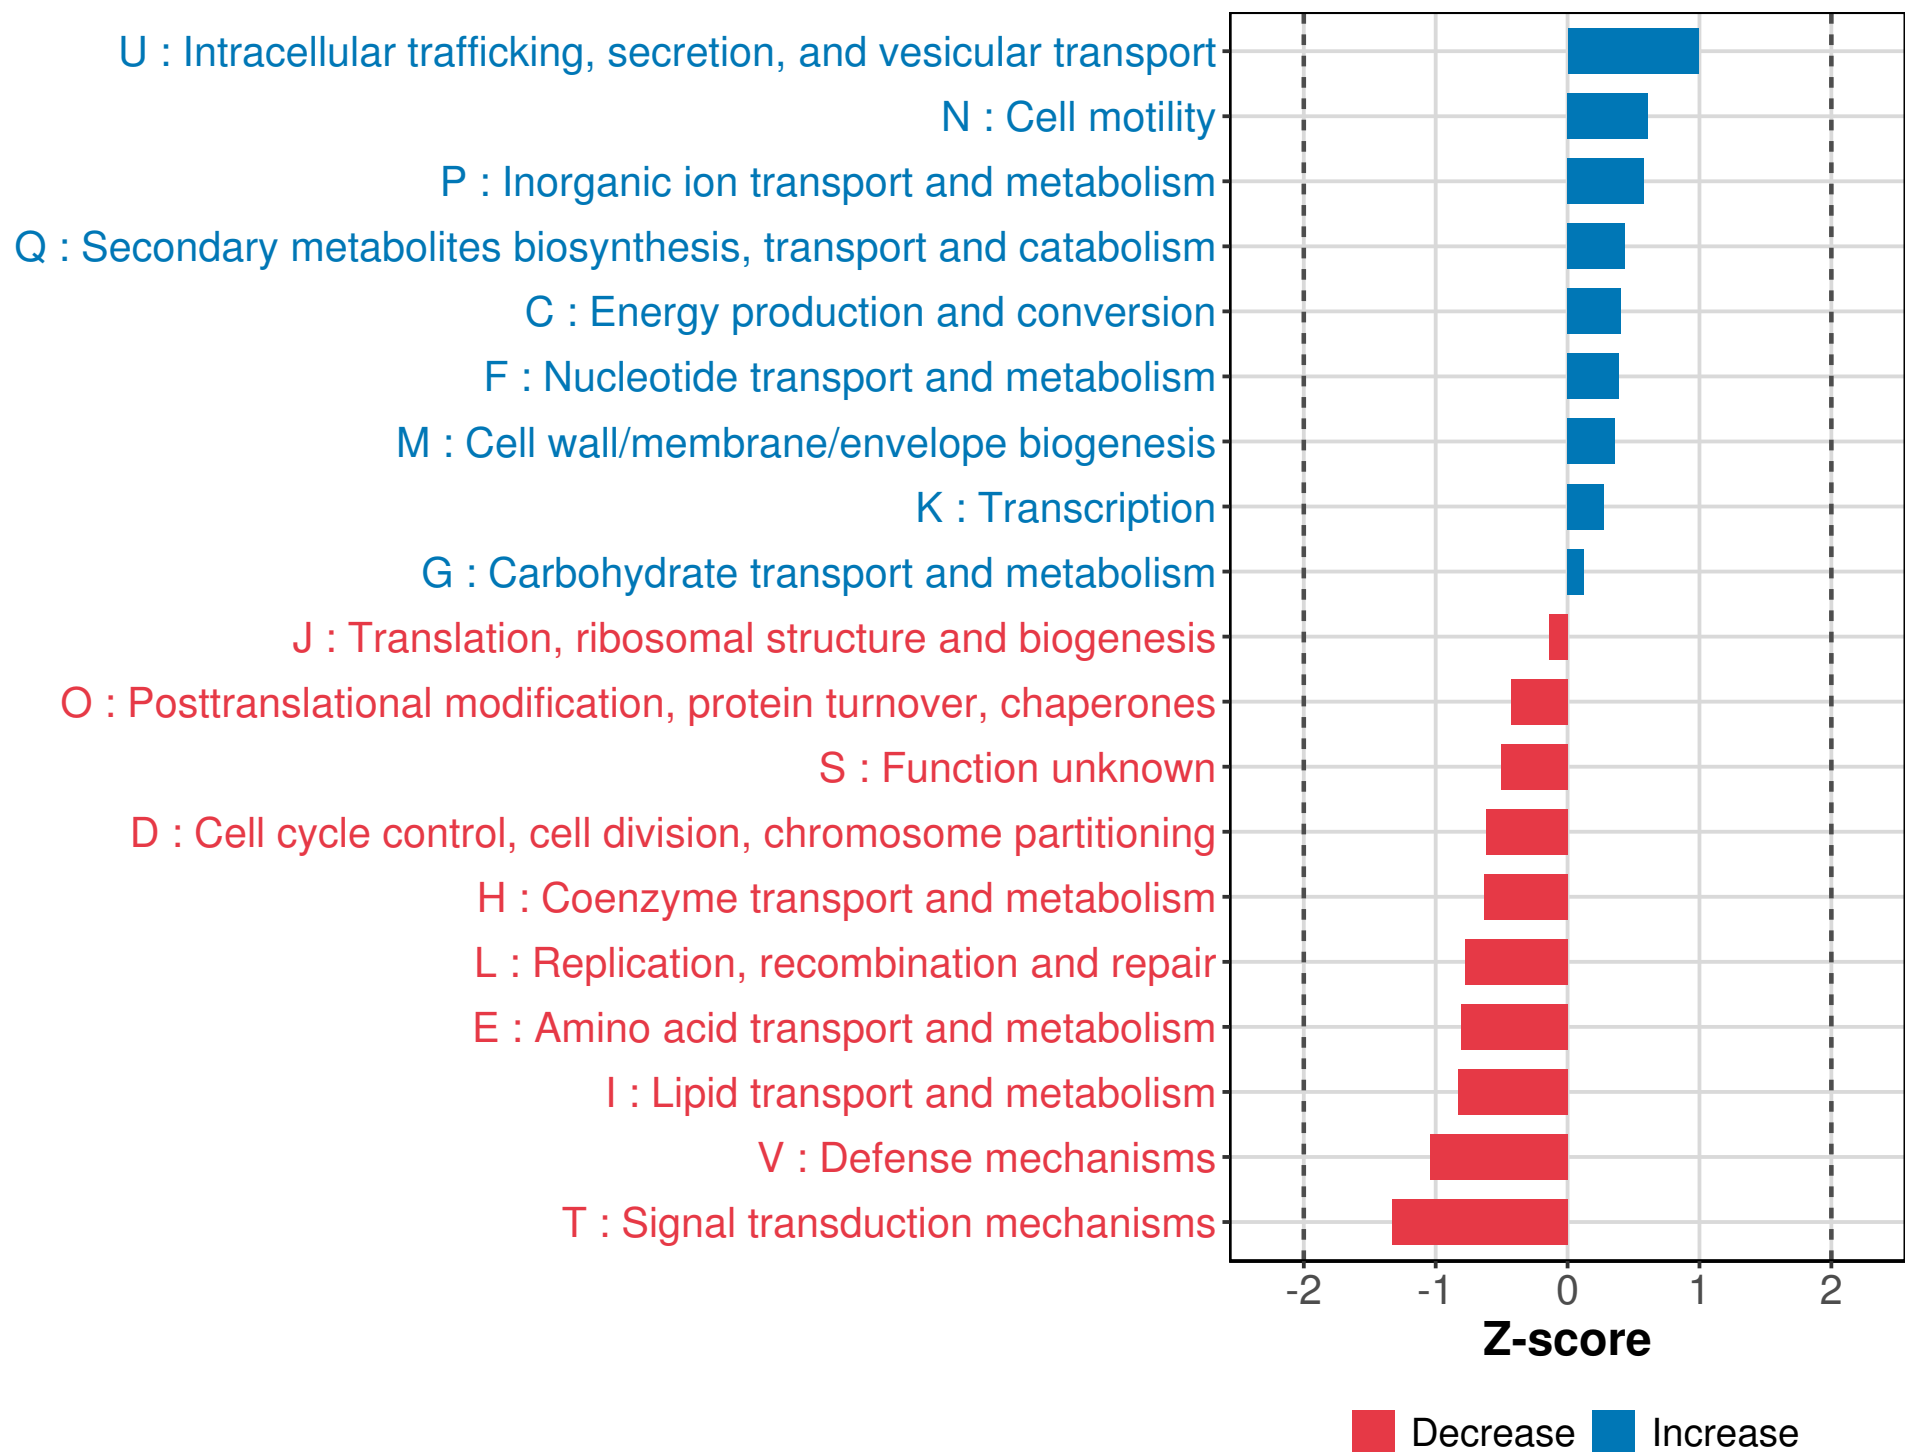 U : Intracellular trafficking, secretion, and vesicular transport
N : Cell motility
P : Inorganic ion transport and metabolism
Q : Secondary metabolites biosynthesis, transport and catabolism
C : Energy production and conversion
F : Nucleotide transport and metabolism
M : Cell wall/membrane/envelope biogenesis
K : Transcription
G : Carbohydrate transport and metabolism
J : Translation, ribosomal structure and biogenesis
O : Posttranslational modification, protein turnover, chaperones
S : Function unknown
D : Cell cycle control, cell division, chromosome partitioning
H : Coenzyme transport and metabolism
L : Replication, recombination and repair
E : Amino acid transport and metabolism
I : Lipid transport and metabolism
V : Defense mechanisms
T : Signal transduction mechanisms
-2 -1 0 1 2
Z-score
Decrease Increase